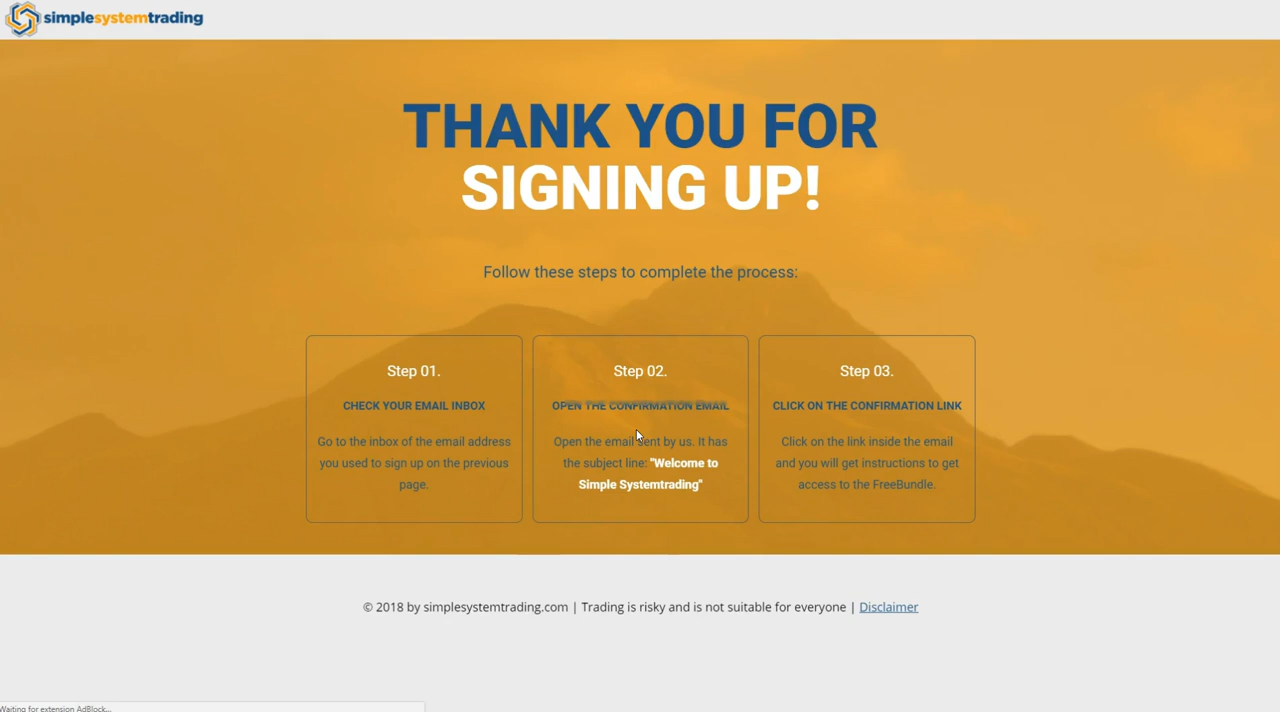 simplesystemtrading
THANK YOU FOR
SIGNING UP!
Follow these steps to complete the process:
Step 01.
CHECK YOUR EMAIL INBOX
Go to the inbox of the email address
you used to sign up on the previous
page.
Step 02.
OPEN THE CONFIRMATION EMAIL
Open the email sent by us. It has
the subject line: "Welcome to
Simple Systemtrading"
Step 03.
CLICK ON THE CONFIRMATION LINK
Click on the link inside the email
and you will get instructions to get
access to the FreeBundle.
© 2018 by simplesystemtrading.com | Trading is risky and is not suitable for everyone | Disclaimer
Waiting for extension AdBlock...